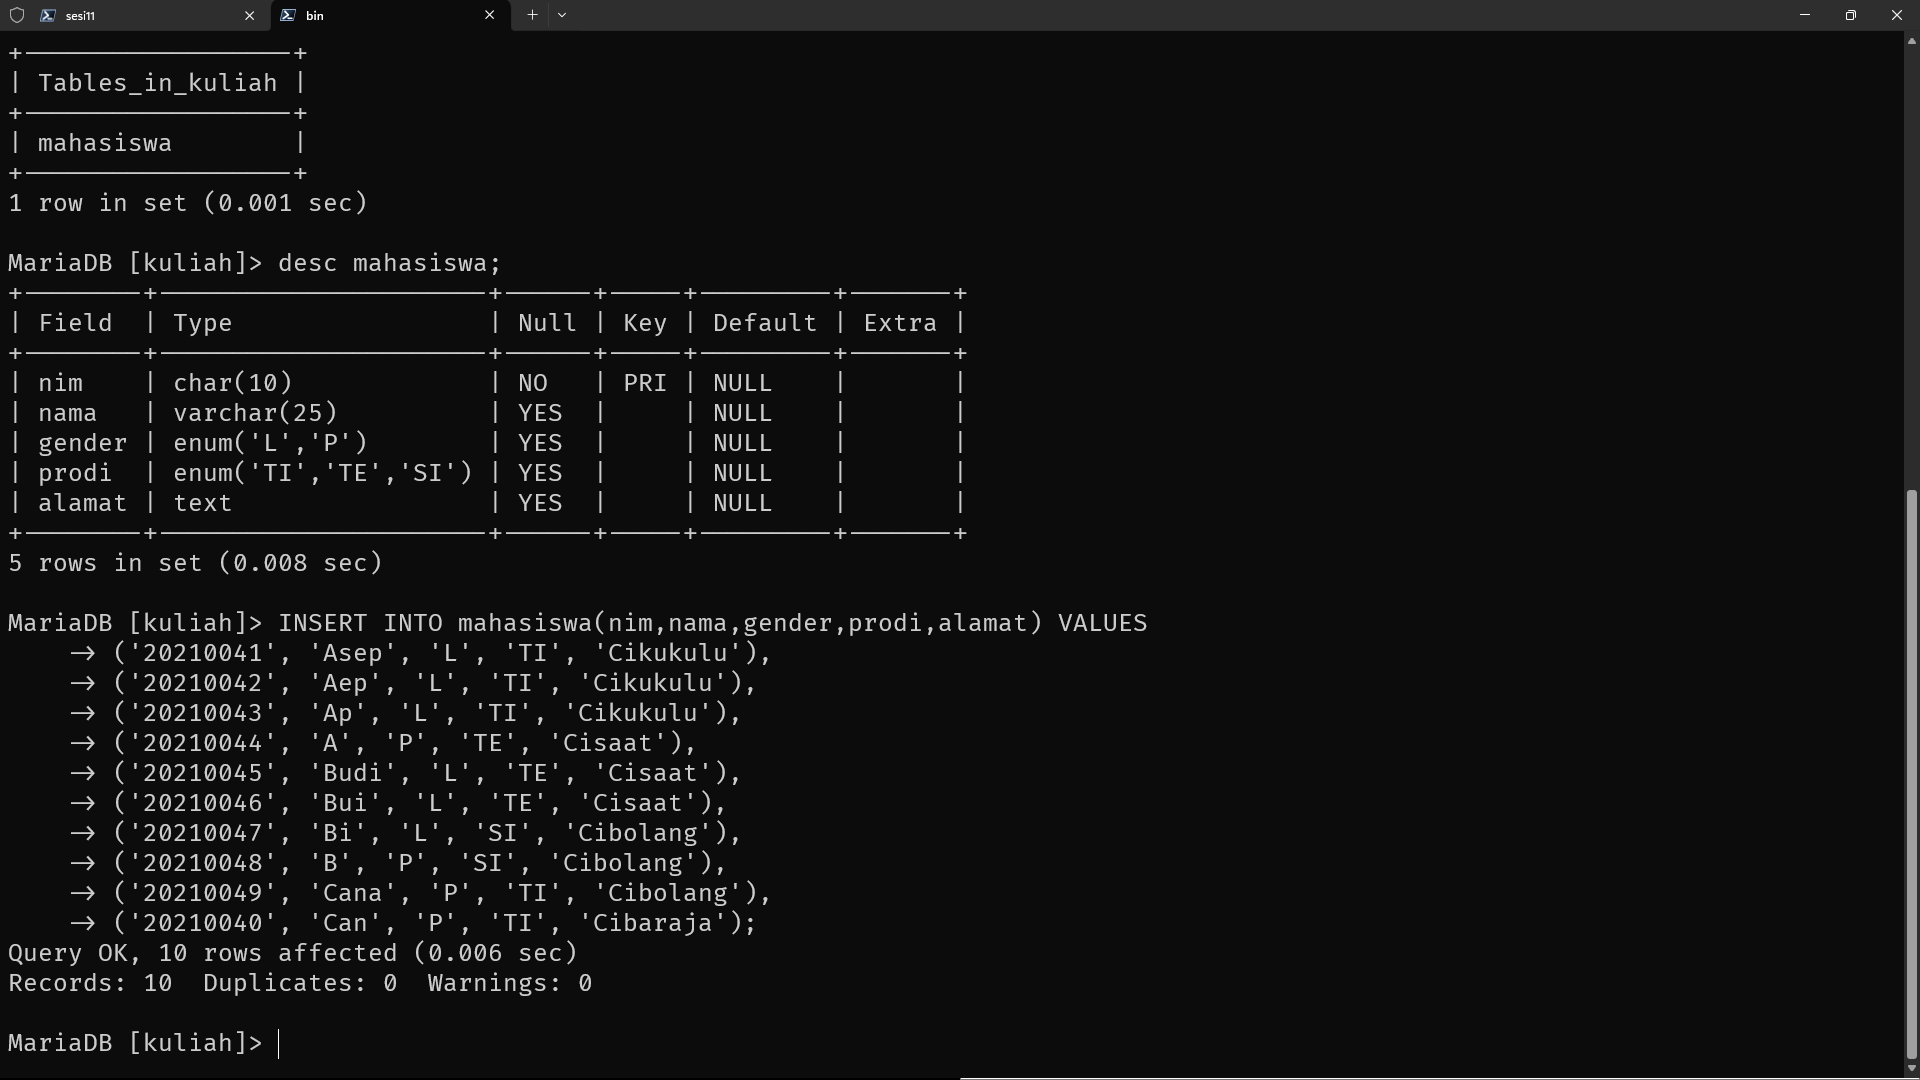 sesi11
bin
+------------------+
| Tables_in_kuliah |
+------------------+
| mahasiswa        |
+------------------+
1 row in set (0.001 sec)
MariaDB [kuliah]> desc mahasiswa;
+--------+----------------------+------+-----+---------+-------+
| Field  | Type                 | Null | Key | Default | Extra |
+--------+----------------------+------+-----+---------+-------+
| nim    | char(10)             | NO   | PRI | NULL    |       |
| nama   | varchar(25)          | YES  |     | NULL    |       |
| gender | enum('L','P')        | YES  |     | NULL    |       |
| prodi  | enum('TI','TE','SI') | YES  |     | NULL    |       |
| alamat | text                 | YES  |     | NULL    |       |
+--------+----------------------+------+-----+---------+-------+
5 rows in set (0.008 sec)
MariaDB [kuliah]> INSERT INTO mahasiswa(nim,nama,gender,prodi,alamat) VALUES
    -> ('20210041', 'Asep', 'L', 'TI', 'Cikukulu'),
    -> ('20210042', 'Aep', 'L', 'TI', 'Cikukulu'),
    -> ('20210043', 'Ap', 'L', 'TI', 'Cikukulu'),
    -> ('20210044', 'A', 'P', 'TE', 'Cisaat'),
    -> ('20210045', 'Budi', 'L', 'TE', 'Cisaat'),
    -> ('20210046', 'Bui', 'L', 'TE', 'Cisaat'),
    -> ('20210047', 'Bi', 'L', 'SI', 'Cibolang'),
    -> ('20210048', 'B', 'P', 'SI', 'Cibolang'),
    -> ('20210049', 'Cana', 'P', 'TI', 'Cibolang'),
    -> ('20210040', 'Can', 'P', 'TI', 'Cibaraja');
Query OK, 10 rows affected (0.006 sec)
Records: 10  Duplicates: 0  Warnings: 0
MariaDB [kuliah]>